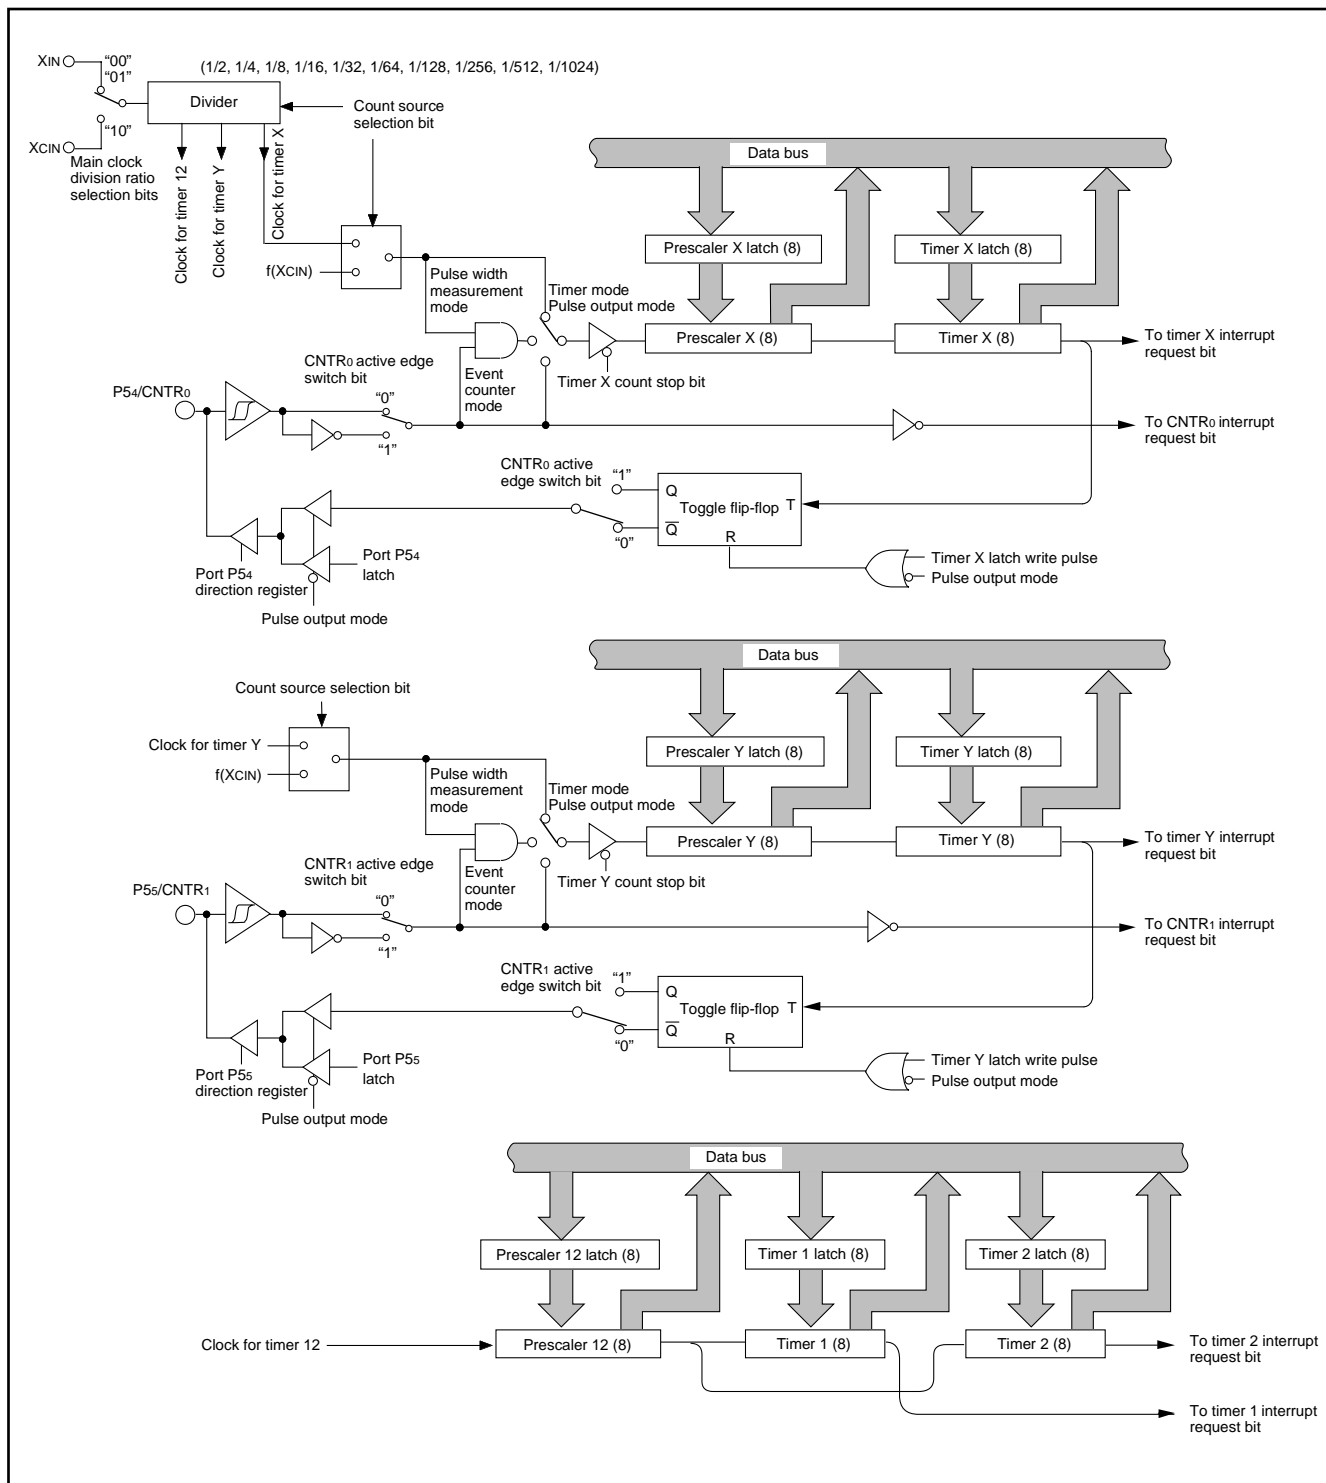 XIN
“00”
“01”
(1/2, 1/4, 1/8, 1/16, 1/32, 1/64, 1/128, 1/256, 1/512, 1/1024)
Divider
Count source
selection bit
“10”
XCIN
Main clock
division ratio
selection bits
Clock for timer 12
Clock for timer Y
Clock for timer X
Data bus
Prescaler X latch (8)
Timer X latch (8)
f(XCIN)
Pulse width
measurement
mode
Timer mode
Pulse output mode
Prescaler X (8)
Timer X (8)
To timer X interrupt
request bit
Timer X count stop bit
CNTR0 active edge
switch bit
Event
counter
mode
P54/CNTR0
“0”
“1”
To CNTR0 interrupt
request bit
CNTR0 active
edge switch bit
“1”
Q
Toggle flip-flop
T
Q
R
“0”
Port P54
latch
Port P54
direction register
Pulse output mode
Timer X latch write pulse
Pulse output mode
Data bus
Count source selection bit
Clock for timer Y
f(XCIN)
Prescaler Y latch (8)
Timer Y latch (8)
Pulse width
measurement
mode
Timer mode
Pulse output mode
Prescaler Y (8)
Timer Y (8)
To timer Y interrupt
request bit
Timer Y count stop bit
CNTR1 active edge
switch bit
Event
counter
mode
P55/CNTR1
“0”
“1”
To CNTR1 interrupt
request bit
CNTR1 active
edge switch bit
“1”
Q
Toggle flip-flop
T
Q
R
“0”
Port P55
latch
Port P55
direction register
Pulse output mode
Timer Y latch write pulse
Pulse output mode
Data bus
Prescaler 12 latch (8)
Timer 1 latch (8)
Timer 2 latch (8)
Clock for timer 12
Prescaler 12 (8)
Timer 1 (8)
Timer 2 (8)
To timer 2 interrupt
request bit
To timer 1 interrupt
request bit